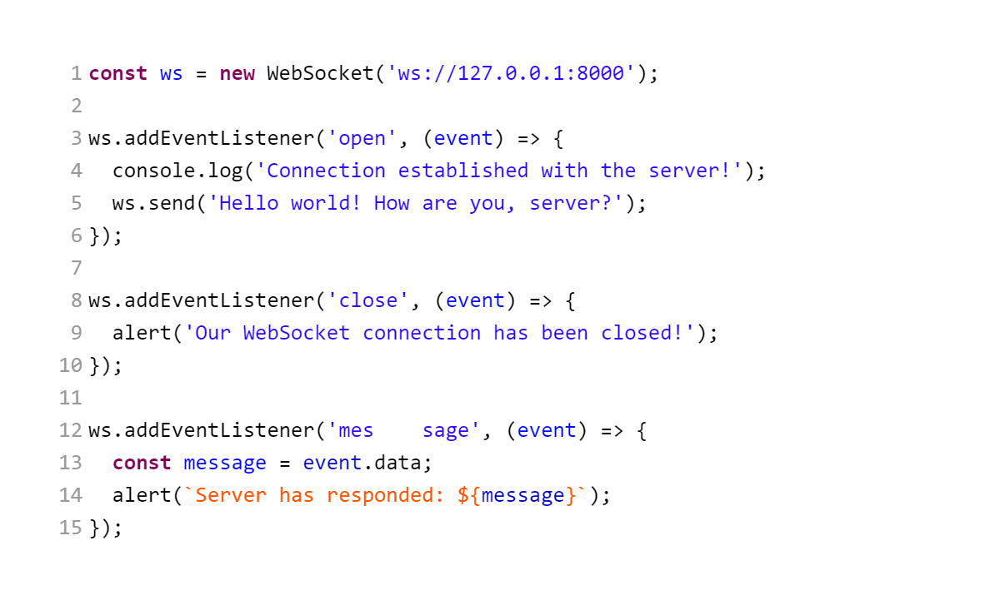 1 const ws = new WebSocket('ws://127.0.0.1:8000');
2
3 ws.addEventListener('open', (event) => {
4   console.log('Connection established with the server!');
5   ws.send('Hello world! How are you, server?');
6 });
7
8 ws.addEventListener('close', (event) => {
9   alert('Our WebSocket connection has been closed!');
10 });
11
12 ws.addEventListener('mes    sage', (event) => {
13   const message = event.data;
14   alert(`Server has responded: ${message}`);
15 });